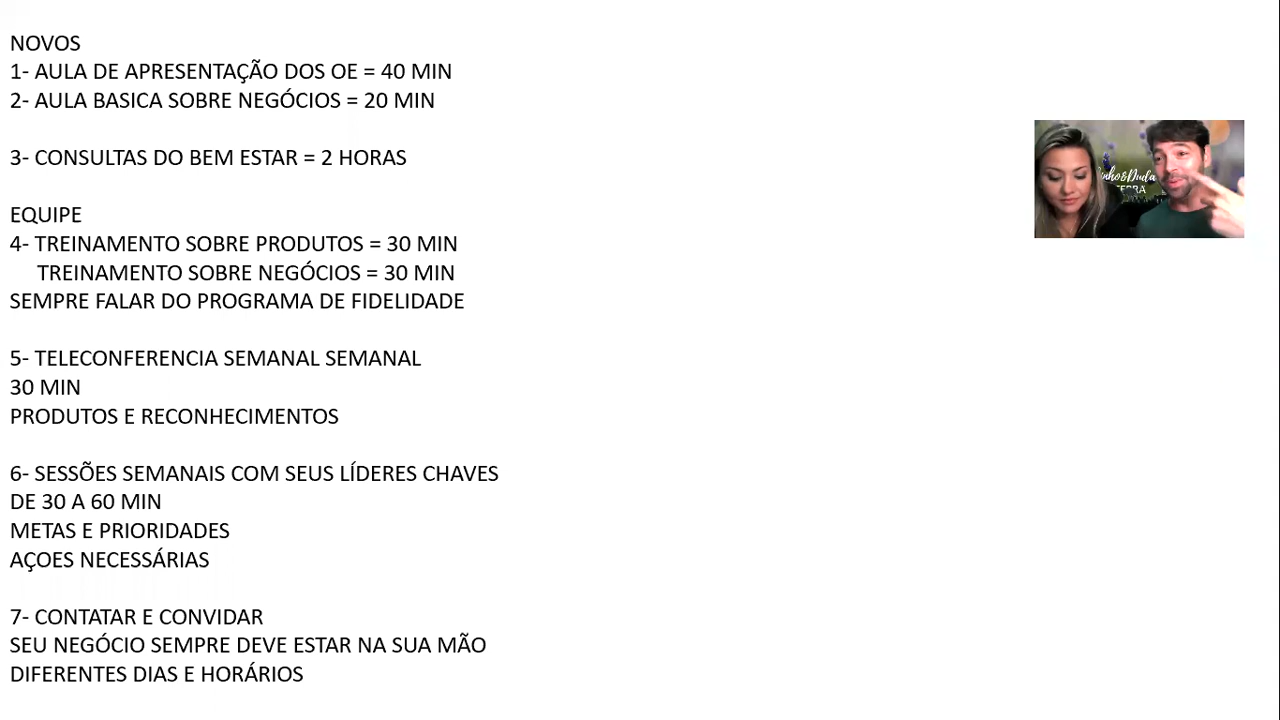 NOVOS
1- AULA DE APRESENTAÇÃO DOS OE = 40 MIN
2- AULA BASICA SOBRE NEGÓCIOS = 20 MIN
3- CONSULTAS DO BEM ESTAR = 2 HORAS
EQUIPE
4- TREINAMENTO SOBRE PRODUTOS = 30 MIN
TREINAMENTO SOBRE NEGÓCIOS = 30 MIN
SEMPRE FALAR DO PROGRAMA DE FIDELIDADE
5- TELECONFERENCIA SEMANAL SEMANAL
30 MIN
PRODUTOS E RECONHECIMENTOS
6- SESSÕES SEMANAIS COM SEUS LÍDERES CHAVES
DE 30 A 60 MIN
METAS E PRIORIDADES
AÇOES NECESSÁRIAS
7- CONTATAR E CONVIDAR
SEU NEGÓCIO SEMPRE DEVE ESTAR NA SUA MÃO
DIFERENTES DIAS E HORÁRIOS